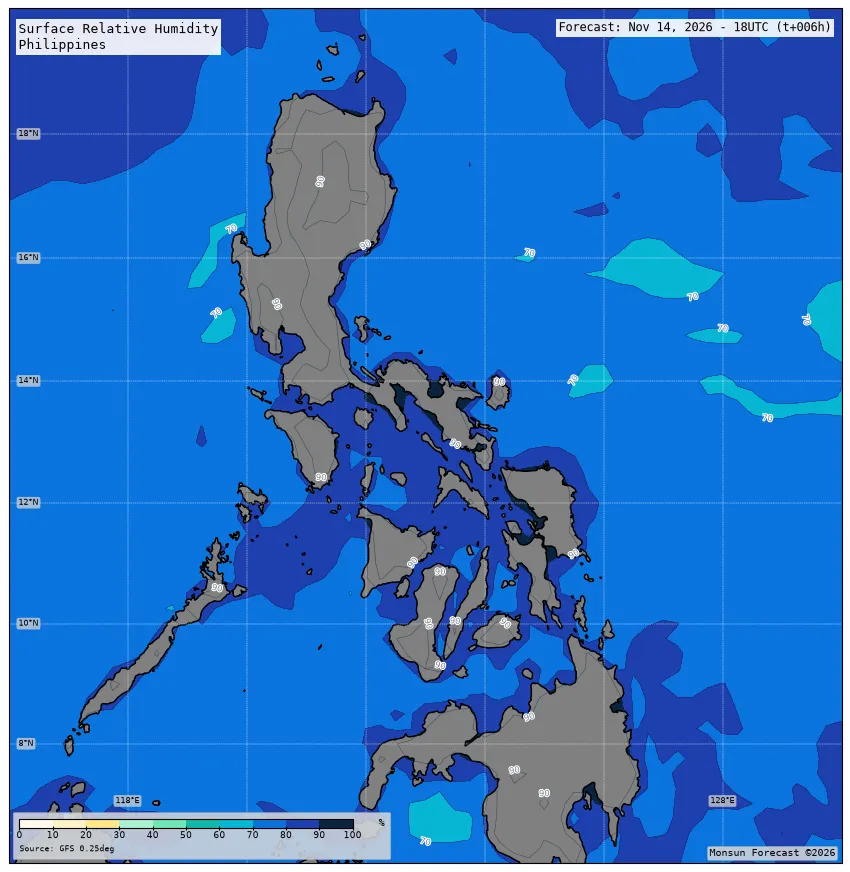 Surface Relative Humidity
Philippines
Forecast: Nov 14, 2026 - 18UTC (t+006h)
18°N
90
70
90
16°N
70
70
90
70
70
70
14°N
70
90
70
90
90
12°N
90
90
90
90
10°N
90
90
90
90
90
8°N
90
90
118°E
128°E
70
%
0 10 20 30 40 50 60 70 80 90 100
Source: GFS 0.25deg
Monsun Forecast ©2026